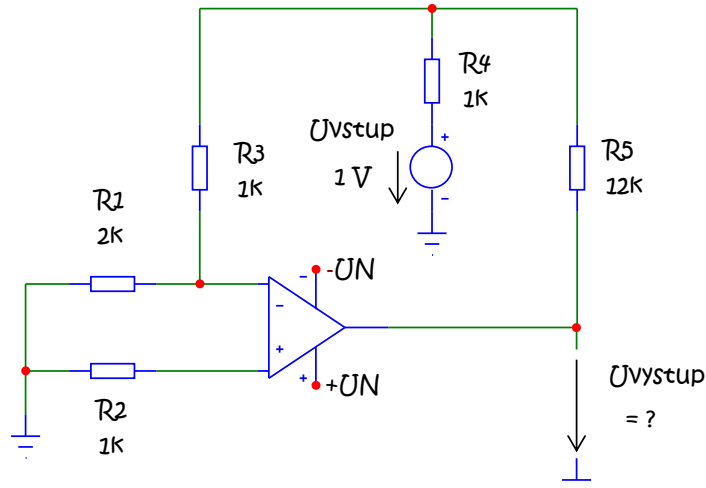 R4
1k
Uvstup
1 V
R3
1k
R5
12k
R1
2k
-UN
+UN
R2
1k
Uvystup
= ?